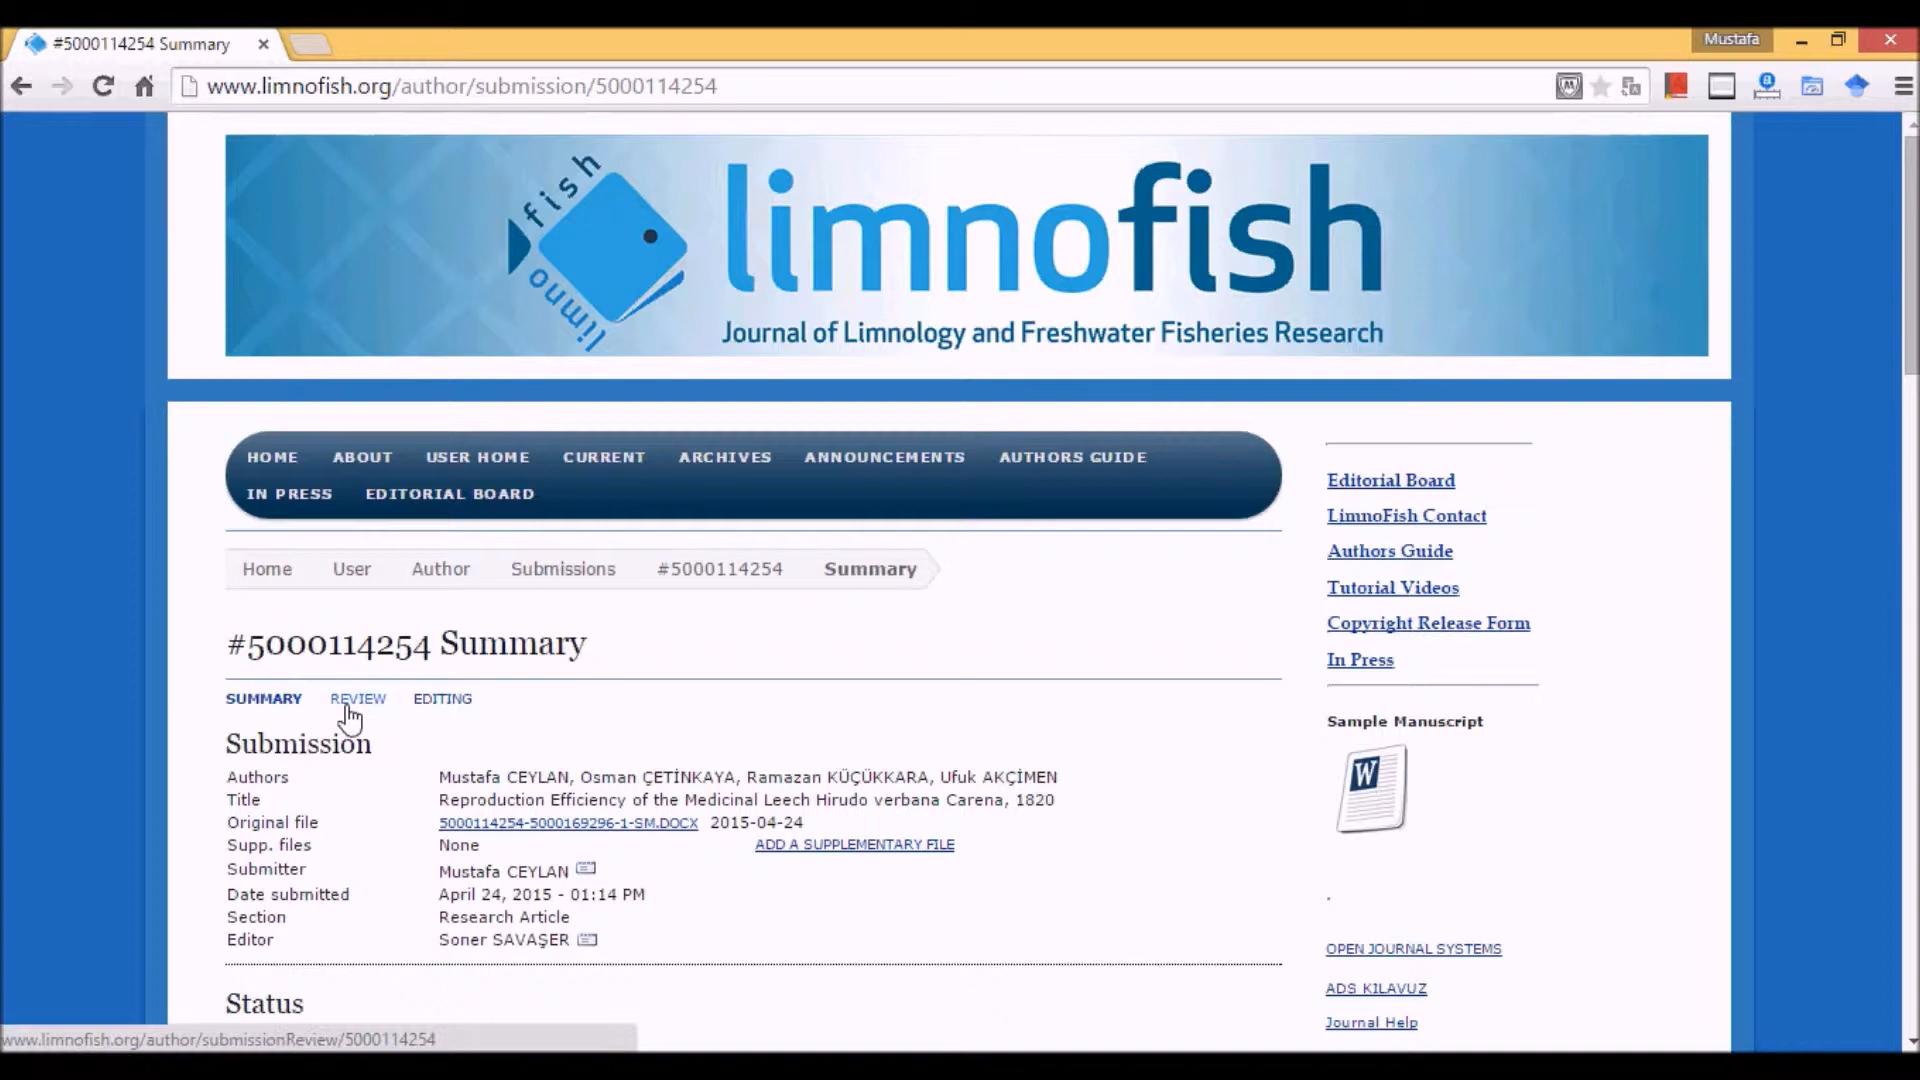 #5000114254 Summary
Mustafa
www.limnofish.org/author/submission/5000114254
fish
limno
limnofish
Journal of Limnology and Freshwater Fisheries Research
HOME ABOUT USER HOME CURRENT ARCHIVES ANNOUNCEMENTS AUTHORS GUIDE
IN PRESS EDITORIAL BOARD
Home User Author Submissions #5000114254 Summary
#5000114254 Summary
SUMMARY REVIEW EDITING
Submission
Authors Mustafa CEYLAN, Osman ÇETİNKAYA, Ramazan KÜÇÜKKARA, Ufuk AKÇİMEN
Title Reproduction Efficiency of the Medicinal Leech Hirudo verbana Carena, 1820
Original file 5000114254-5000169296-1-SM.DOCX 2015-04-24
Supp. files None ADD A SUPPLEMENTARY FILE
Submitter Mustafa CEYLAN
Date submitted April 24, 2015 - 01:14 PM
Section Research Article
Editor Soner SAVAŞER
Status
Editorial Board
LimnoFish Contact
Authors Guide
Tutorial Videos
Copyright Release Form
In Press
Sample Manuscript
W
.
OPEN JOURNAL SYSTEMS
ADS KILAVUZ
Journal Help
www.limnofish.org/author/submissionReview/5000114254